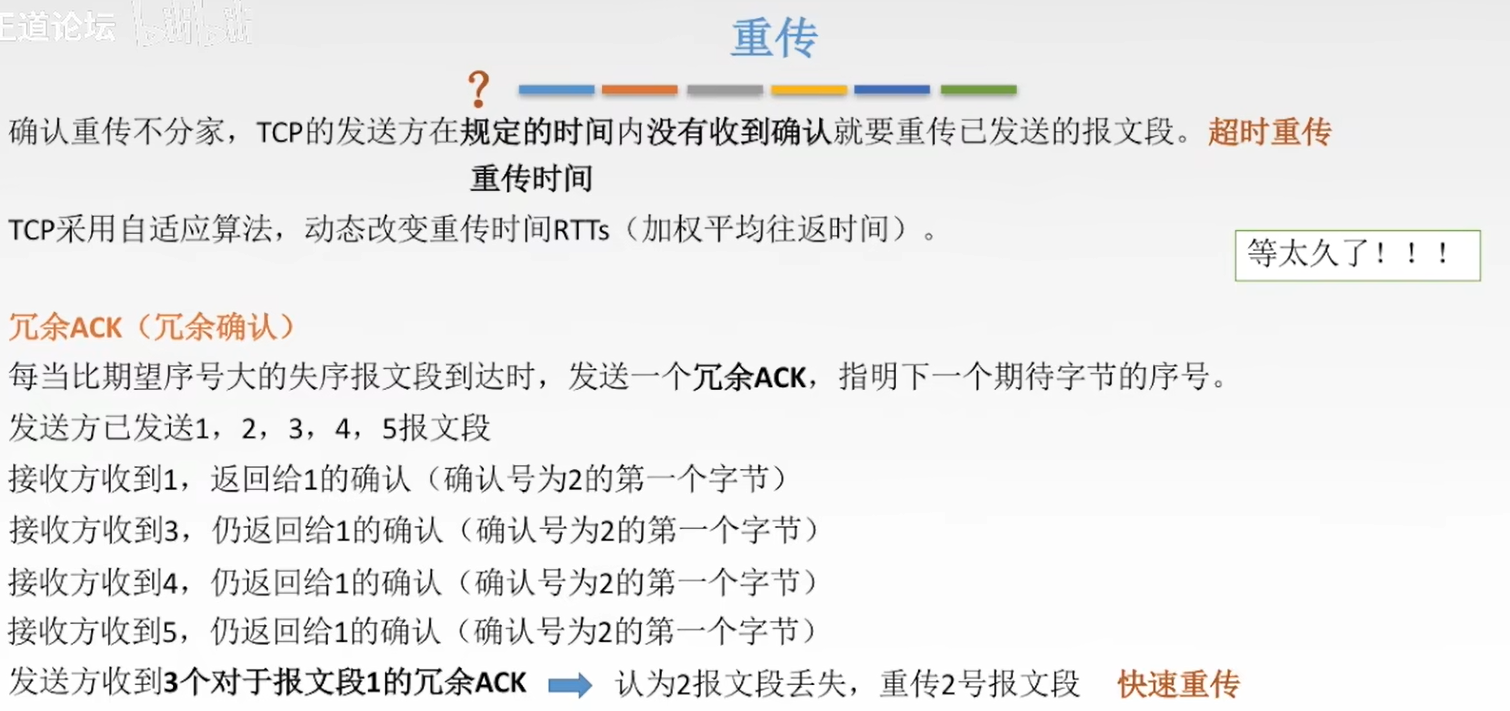 王道论坛 bilibili
重传
?
确认重传不分家，TCP的发送方在规定的时间内没有收到确认就要重传已发送的报文段。超时重传
重传时间
TCP采用自适应算法，动态改变重传时间RTTs（加权平均往返时间）。
等太久了！！！
冗余ACK（冗余确认）
每当比期望序号大的失序报文段到达时，发送一个冗余ACK，指明下一个期待字节的序号。
发送方已发送1，2，3，4，5报文段
接收方收到1，返回给1的确认（确认号为2的第一个字节）
接收方收到3，仍返回给1的确认（确认号为2的第一个字节）
接收方收到4，仍返回给1的确认（确认号为2的第一个字节）
接收方收到5，仍返回给1的确认（确认号为2的第一个字节）
发送方收到3个对于报文段1的冗余ACK 认为2报文段丢失，重传2号报文段 快速重传